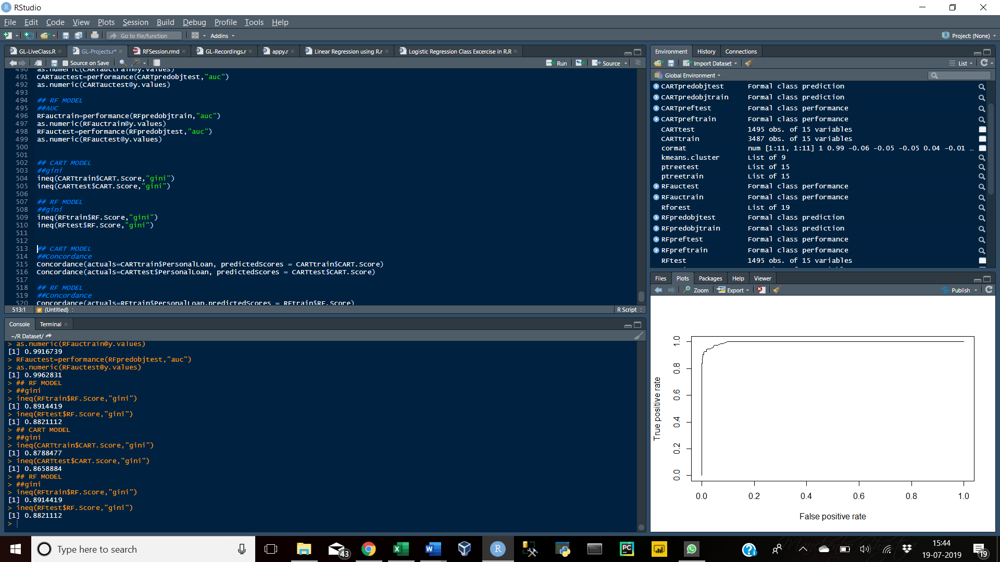 RStudio
File Edit Code View Plots Session Build Debug Profile Tools Help
Go to file/function Addins Project: (None)
GL-LiveClass.R GL-Projects.r* RFSession.rmd GL-Recordings.r appy.r Linear Regression using R.r Logistic Regression Class Excercise in R.R
Source on Save Run Source
490 as.numeric(CARTauctrain@y.values)
491 CARTauctest=performance(CARTpredobjtest,"auc")
492 as.numeric(CARTauctest@y.values)
493
494 ## RF MODEL
495 ##AUC
496 RFauctrain=performance(RFpredobjtrain,"auc")
497 as.numeric(RFauctrain@y.values)
498 RFauctest=performance(RFpredobjtest,"auc")
499 as.numeric(RFauctest@y.values)
500
501
502 ## CART MODEL
503 ##gini
504 ineq(CARTtrain$CART.Score,"gini")
505 ineq(CARTtest$CART.Score,"gini")
506
507 ## RF MODEL
508 ##gini
509 ineq(RFtrain$RF.Score,"gini")
510 ineq(RFtest$RF.Score,"gini")
511
512
513 ## CART MODEL
514 ##Concordance
515 Concordance(actuals=CARTtrain$PersonalLoan, predictedScores = CARTtrain$CART.Score)
516 Concordance(actuals=CARTtest$PersonalLoan, predictedScores = CARTtest$CART.Score)
517
518 ## RF MODEL
519 ##Concordance
520 Concordance(actuals=RFtrain$PersonalLoan,predictedScores = RFtrain$RF.Score)
513:1 # (Untitled) R Script
Console Terminal
~/R Dataset/
> as.numeric(RFauctrain@y.values)
[1] 0.9916739
> RFauctest=performance(RFpredobjtest,"auc")
> as.numeric(RFauctest@y.values)
[1] 0.9962831
> ## RF MODEL
> ##gini
> ineq(RFtrain$RF.Score,"gini")
[1] 0.8914419
> ineq(RFtest$RF.Score,"gini")
[1] 0.8821112
> ## CART MODEL
> ##gini
> ineq(CARTtrain$CART.Score,"gini")
[1] 0.8788477
> ineq(CARTtest$CART.Score,"gini")
[1] 0.8658884
> ## RF MODEL
> ##gini
> ineq(RFtrain$RF.Score,"gini")
[1] 0.8914419
> ineq(RFtest$RF.Score,"gini")
[1] 0.8821112
>
Environment History Connections
Import Dataset List
Global Environment
CARTpredobjtest Formal class prediction
CARTpredobjtrain Formal class prediction
CARTpreftest Formal class performance
CARTpreftrain Formal class performance
CARTtest 1495 obs. of 15 variables
CARTtrain 3487 obs. of 15 variables
cormat num [1:11, 1:11] 1 0.99 -0.06 -0.05 -0.05 0.04 -0.01 …
kmeans.cluster List of 9
ptreetest List of 15
ptreetrain List of 15
RFauctest Formal class performance
RFauctrain Formal class performance
Rforest List of 19
RFpredobjtest Formal class prediction
RFpredobjtrain Formal class prediction
RFpreftest Formal class performance
RFpreftrain Formal class performance
RFtest 1495 obs. of 15 variables
Files Plots Packages Help Viewer
Zoom Export Publish
True positive rate
1.0
0.8
0.6
0.4
0.2
0.0
0.0 0.2 0.4 0.6 0.8 1.0
False positive rate
Type here to search
43
15:44
19-07-2019
19